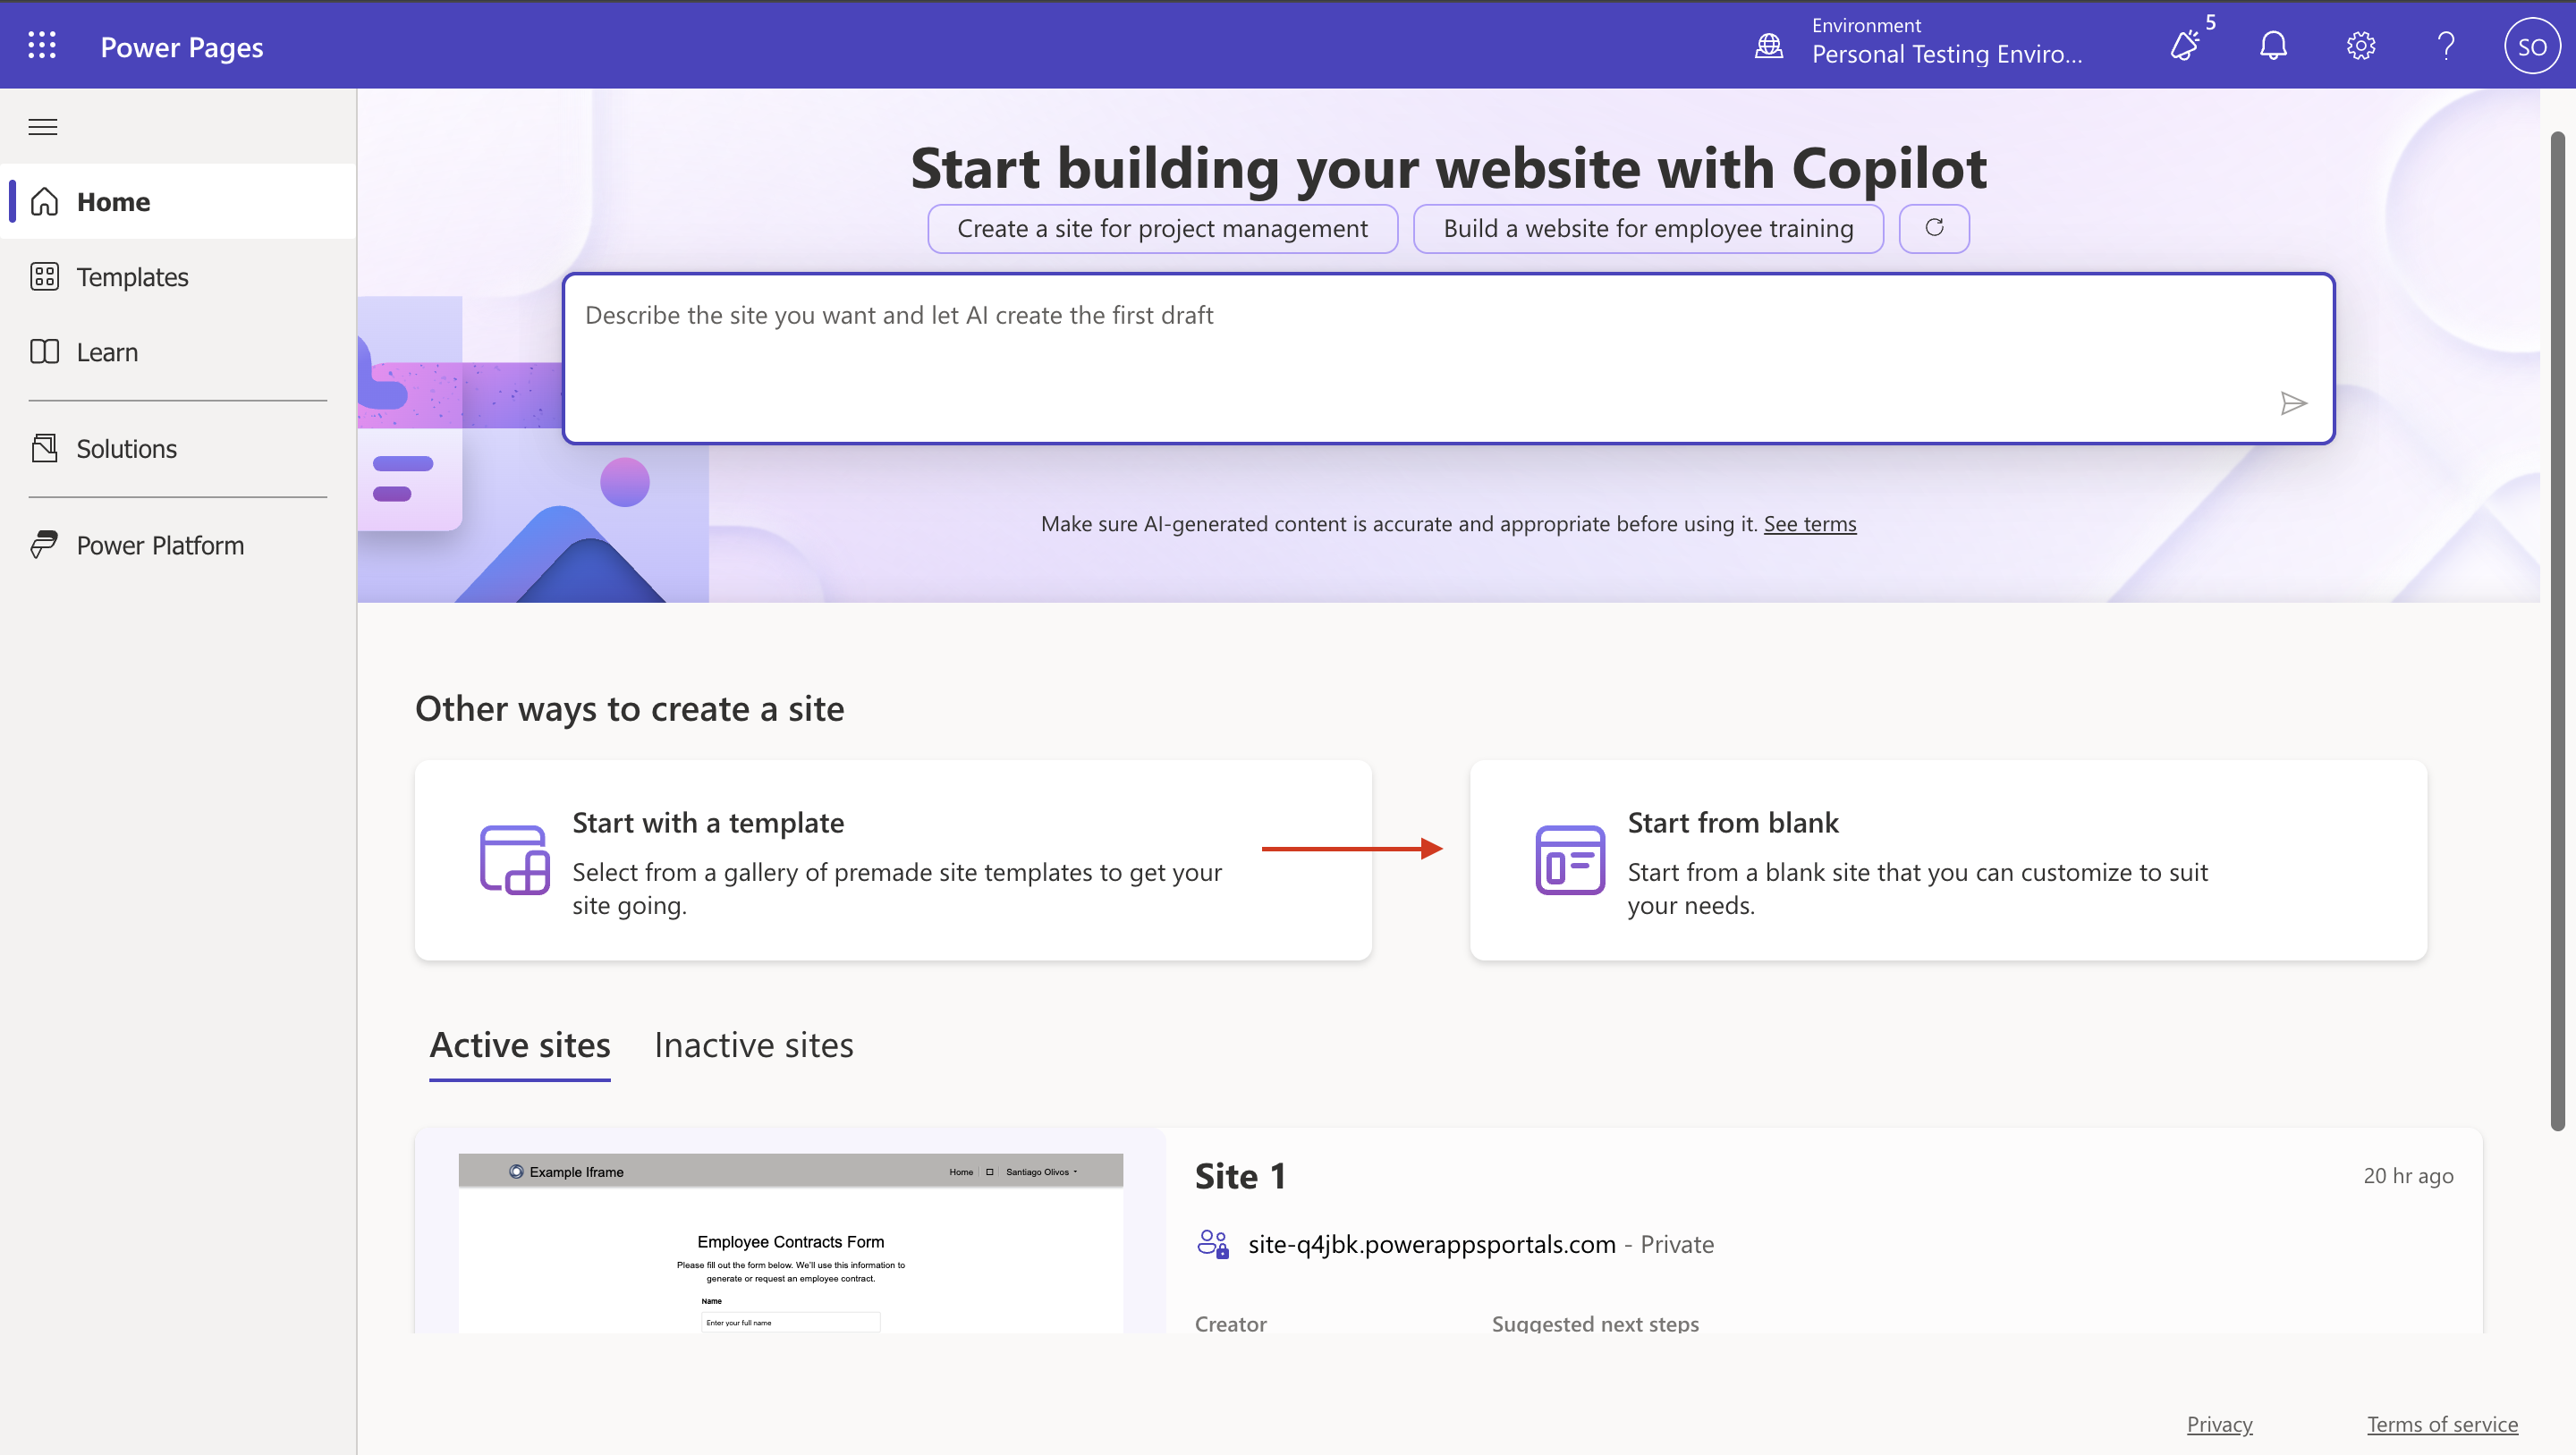 Power Pages
Environment
Personal Testing Enviro...
5
SO
Home
Templates
Learn
Solutions
Power Platform
Start building your website with Copilot
Create a site for project management
Build a website for employee training
Describe the site you want and let AI create the first draft
Make sure AI-generated content is accurate and appropriate before using it. See terms
Other ways to create a site
Start with a template
Select from a gallery of premade site templates to get your
site going.
Start from blank
Start from a blank site that you can customize to suit
your needs.
Active sites
Inactive sites
Example Iframe
Home
Santiago Olivos
Employee Contracts Form
Please fill out the form below. We'll use this information to
generate or request an employee contract.
Name
Enter your full name
Site 1
20 hr ago
site-q4jbk.powerappsportals.com - Private
Creator
Suggested next steps
Privacy
Terms of service